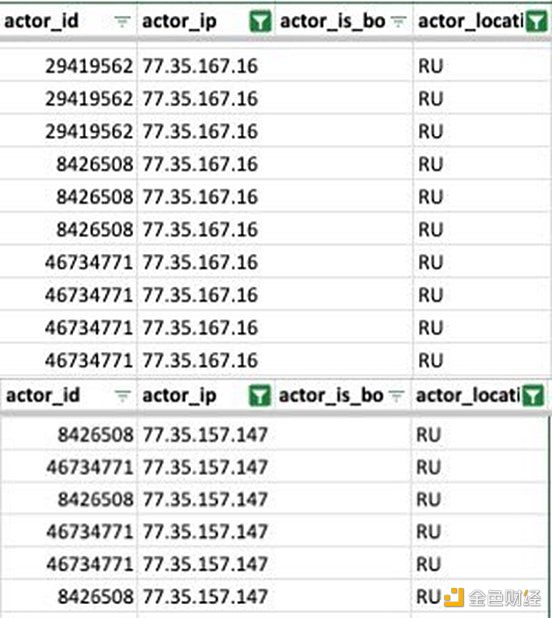 actor_id actor_ip actor_is_bo actor_locati
29419562 77.35.167.16 RU
29419562 77.35.167.16 RU
29419562 77.35.167.16 RU
8426508 77.35.167.16 RU
8426508 77.35.167.16 RU
8426508 77.35.167.16 RU
46734771 77.35.167.16 RU
46734771 77.35.167.16 RU
46734771 77.35.167.16 RU
46734771 77.35.167.16 RU
actor_id actor_ip actor_is_bo actor_locati
8426508 77.35.157.147 RU
46734771 77.35.157.147 RU
8426508 77.35.157.147 RU
46734771 77.35.157.147 RU
46734771 77.35.157.147 RU
8426508 77.35.157.147 RU
金色财经